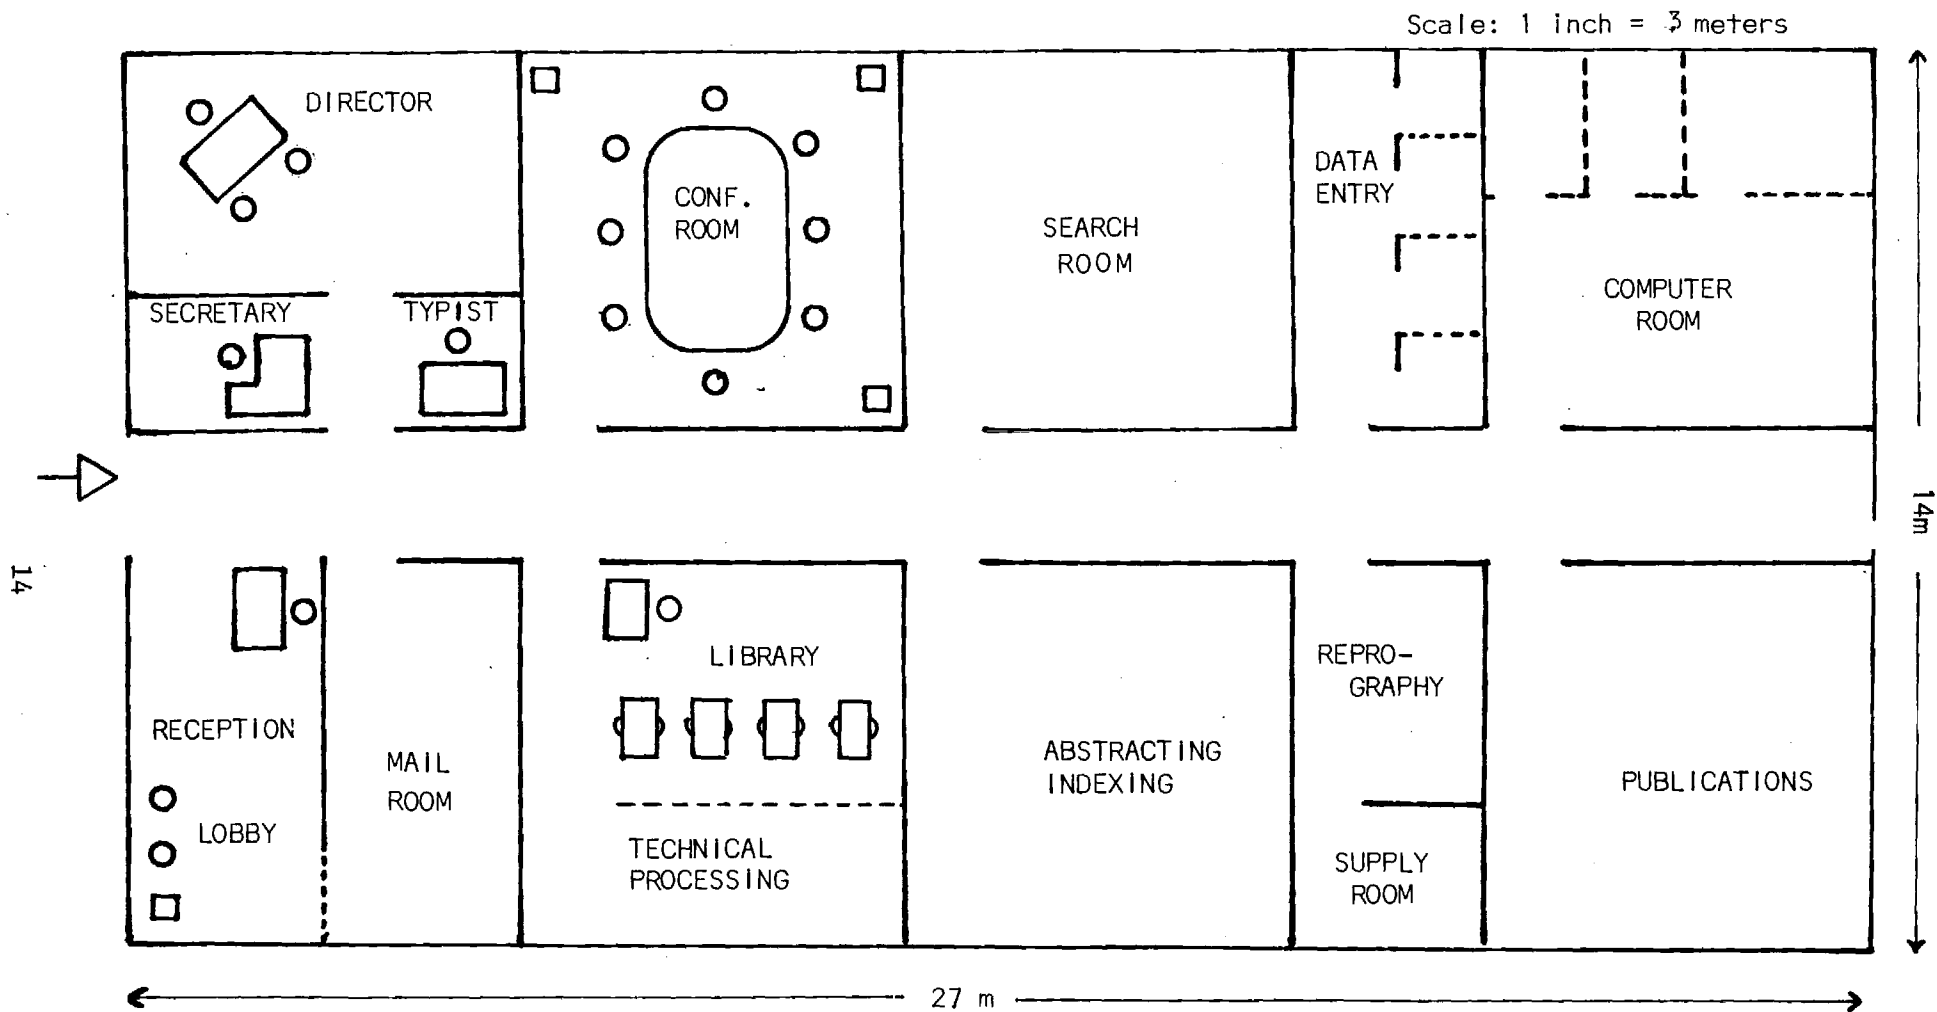 Scale: 1 inch = 3 meters
DIRECTOR
CONF.
ROOM
SEARCH
ROOM
DATA
ENTRY
COMPUTER
ROOM
SECRETARY
TYPIST
14m
14
RECEPTION
LOBBY
MAIL
ROOM
LIBRARY
TECHNICAL
PROCESSING
ABSTRACTING
INDEXING
REPRO-
GRAPHY
SUPPLY
ROOM
PUBLICATIONS
27 m